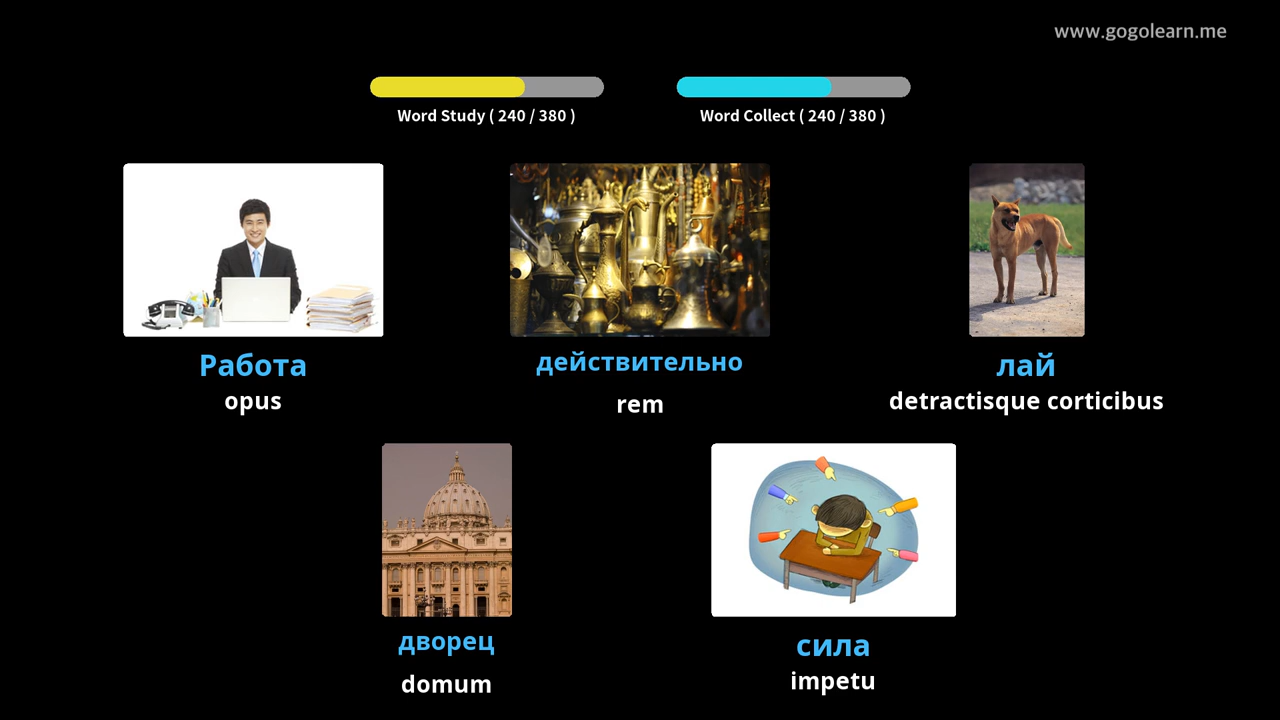 www.gogolearn.me
Word Study ( 240 / 380 )
Word Collect ( 240 / 380 )
Работа
opus
действительно
rem
лай
detractisque corticibus
дворец
domum
сила
impetu